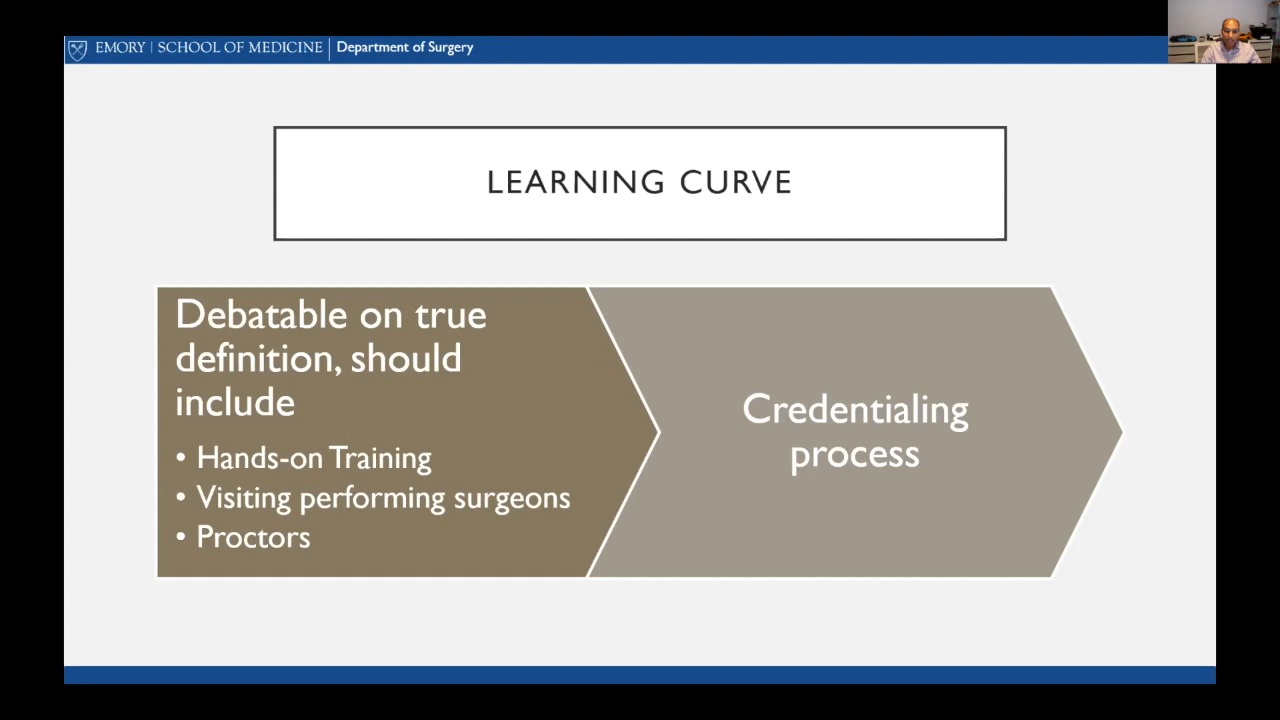 EMORY | SCHOOL OF MEDICINE | Department of Surgery
LEARNING CURVE
Debatable on true
definition, should
include
• Hands-on Training
• Visiting performing surgeons
• Proctors
Credentialing
process